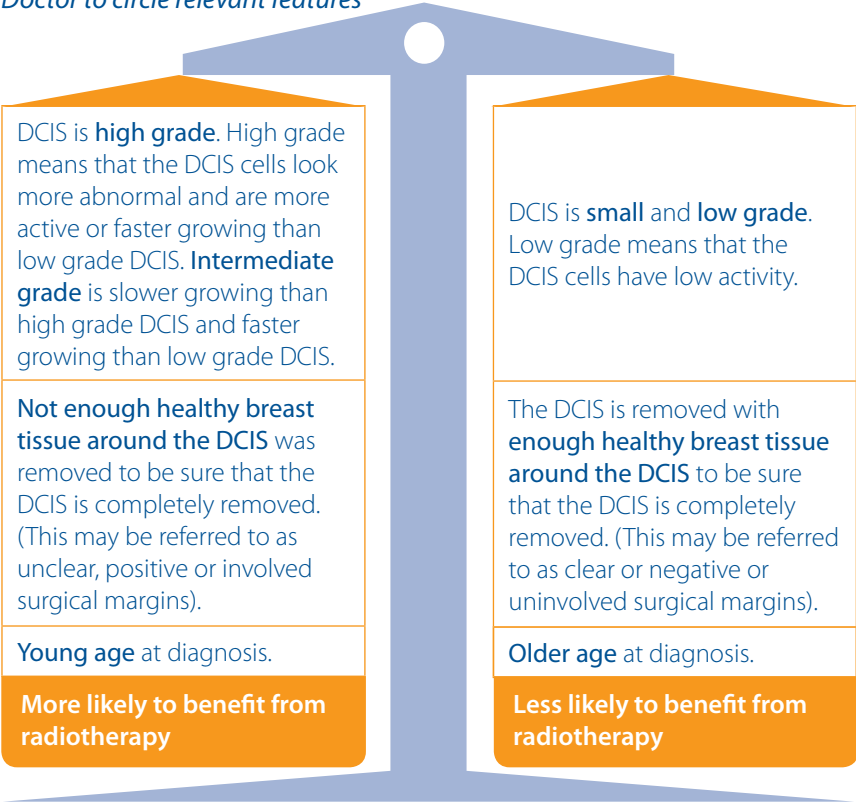 Doctor to circle relevant features
DCIS is high grade. High grade
means that the DCIS cells look
more abnormal and are more
active or faster growing than
low grade DCIS. Intermediate
grade is slower growing than
high grade DCIS and faster
growing than low grade DCIS.
Not enough healthy breast
tissue around the DCIS was
removed to be sure that the
DCIS is completely removed.
(This may be referred to as
unclear, positive or involved
surgical margins).
Young age at diagnosis.
More likely to benefit from
radiotherapy
DCIS is small and low grade.
Low grade means that the
DCIS cells have low activity.
The DCIS is removed with
enough healthy breast tissue
around the DCIS to be sure
that the DCIS is completely
removed. (This may be referred
to as clear or negative or
uninvolved surgical margins).
Older age at diagnosis.
Less likely to benefit from
radiotherapy